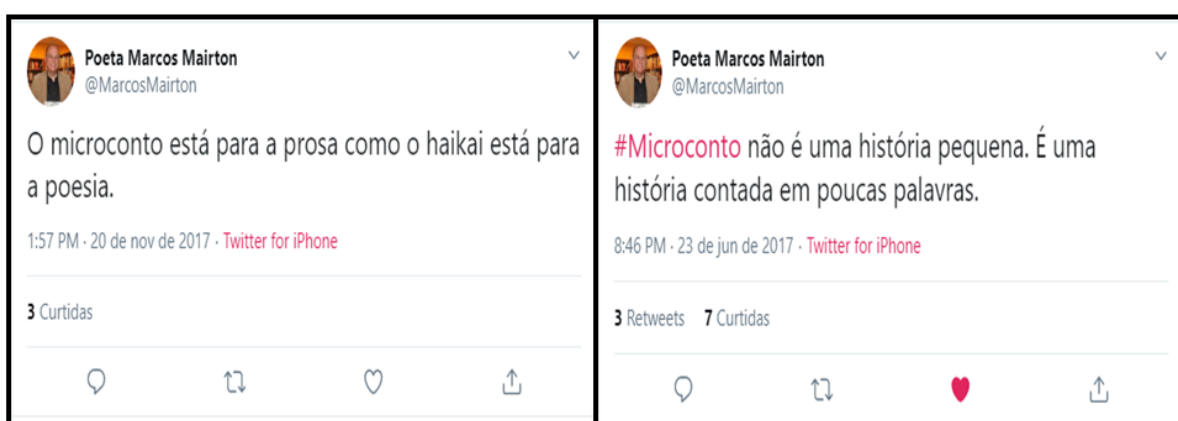 Poeta Marcos Mairton
@MarcosMairton
O microconto está para a prosa como o haikai está para
a poesia.
1:57 PM · 20 de nov de 2017 · Twitter for iPhone
3 Curtidas
Poeta Marcos Mairton
@MarcosMairton
#Microconto não é uma história pequena. É uma
história contada em poucas palavras.
8:46 PM · 23 de jun de 2017 · Twitter for iPhone
3 Retweets 7 Curtidas